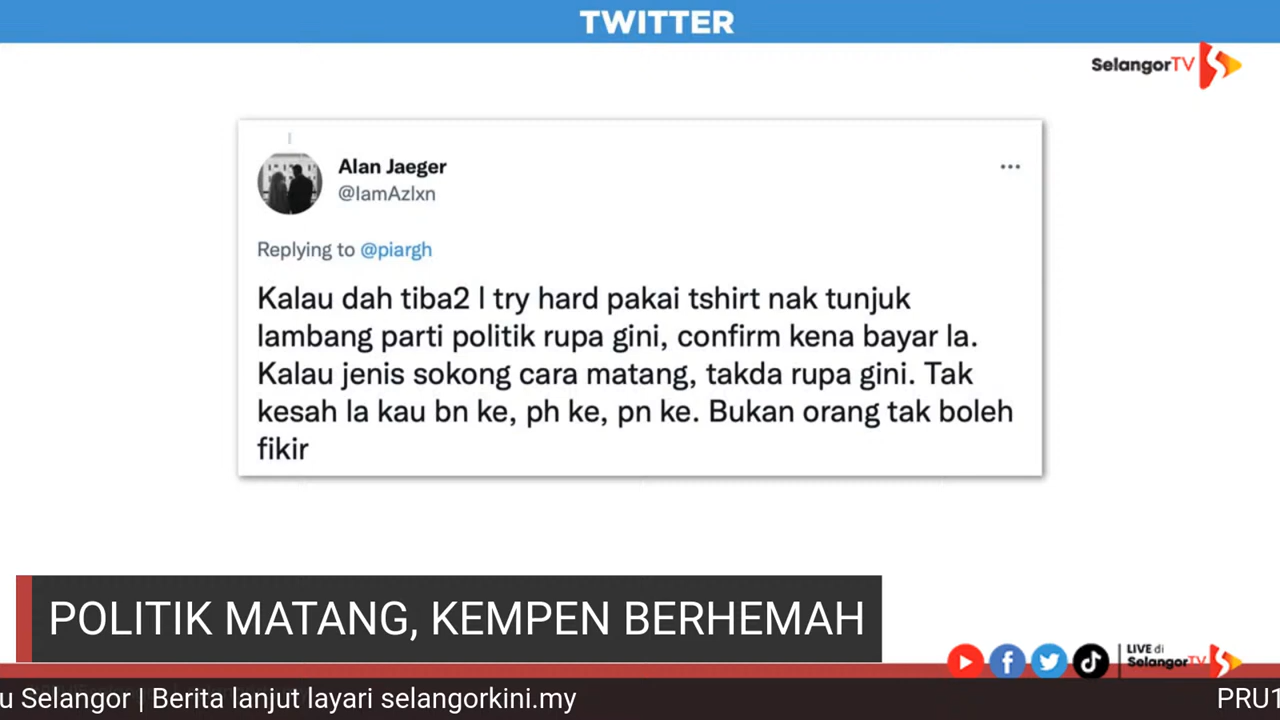 TWITTER
SelangorTV
Alan Jaeger
@IamAzlxn
Replying to @piargh
Kalau dah tiba2 I try hard pakai tshirt nak tunjuk
lambang parti politik rupa gini, confirm kena bayar la.
Kalau jenis sokong cara matang, takda rupa gini. Tak
kesah la kau bn ke, ph ke, pn ke. Bukan orang tak boleh
fikir
POLITIK MATANG, KEMPEN BERHEMAH
LIVE di
SelangorTV
u Selangor | Berita lanjut layari selangorkini.my
PRU1